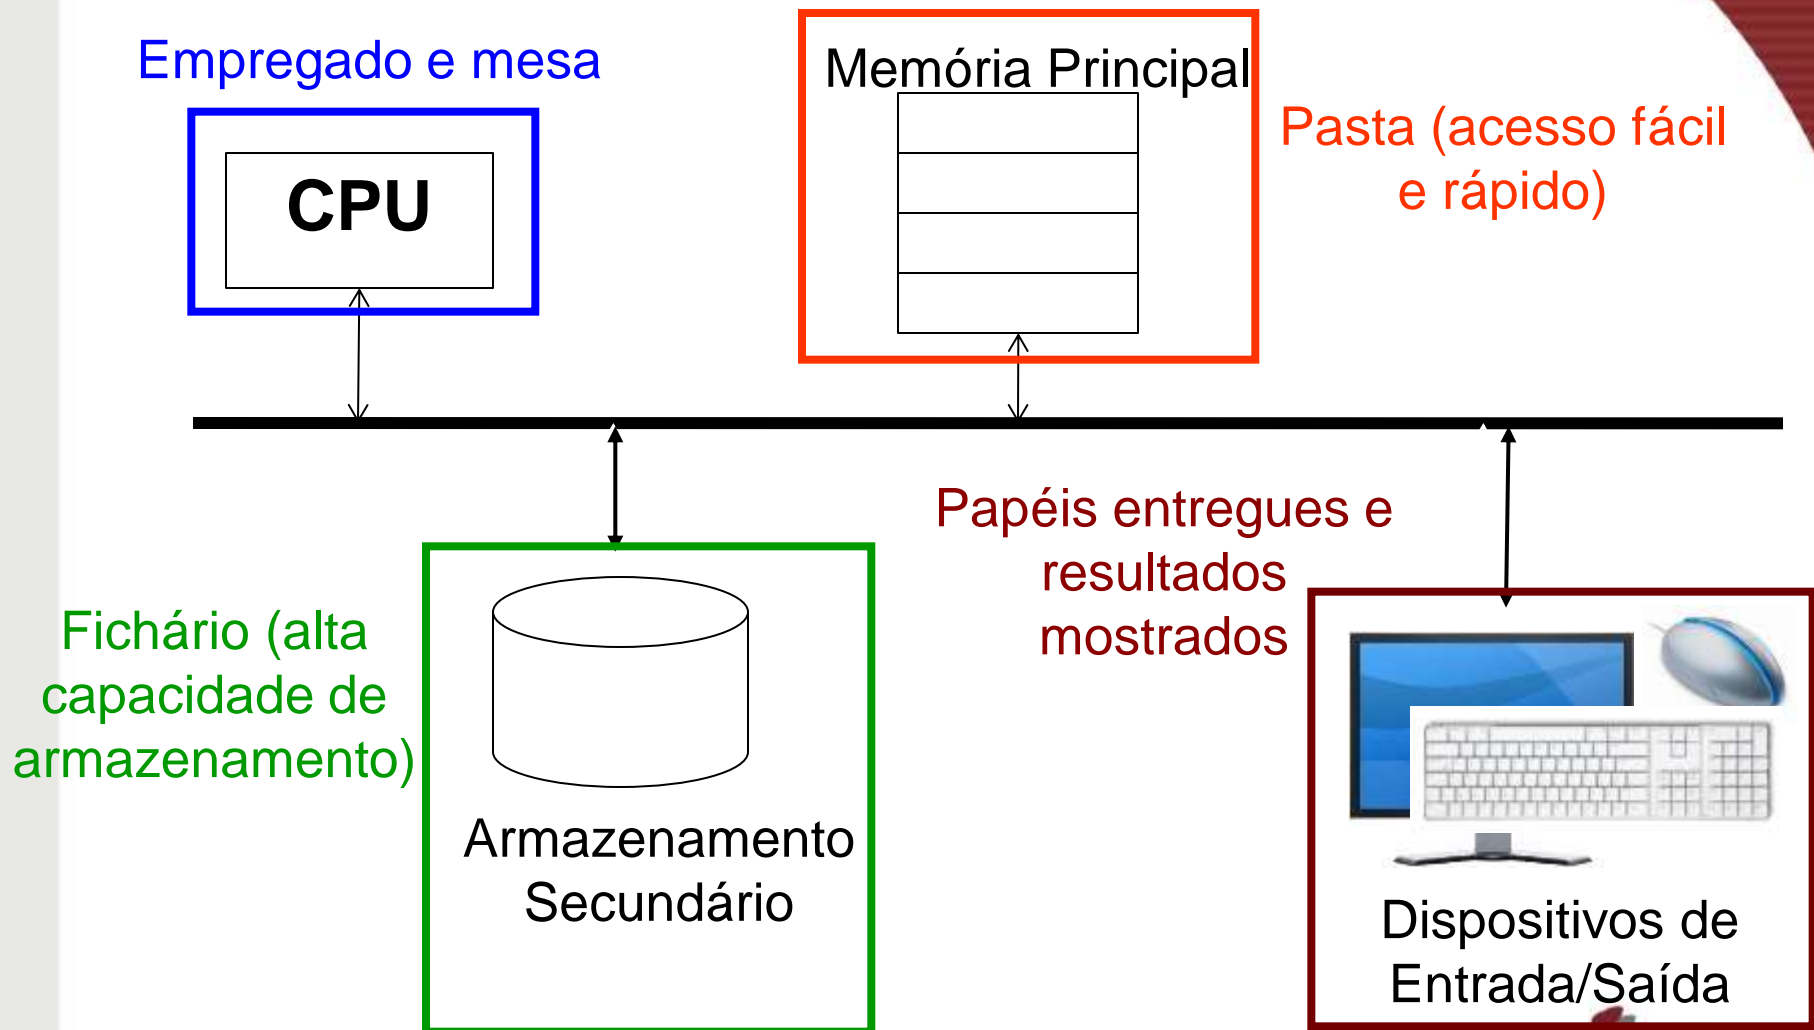 Empregado e mesa
CPU
Memória Principal
Pasta (acesso fácil
e rápido)
Papéis entregues e
resultados
mostrados
Fichário (alta
capacidade de
armazenamento)
Armazenamento
Secundário
Dispositivos de
Entrada/Saída